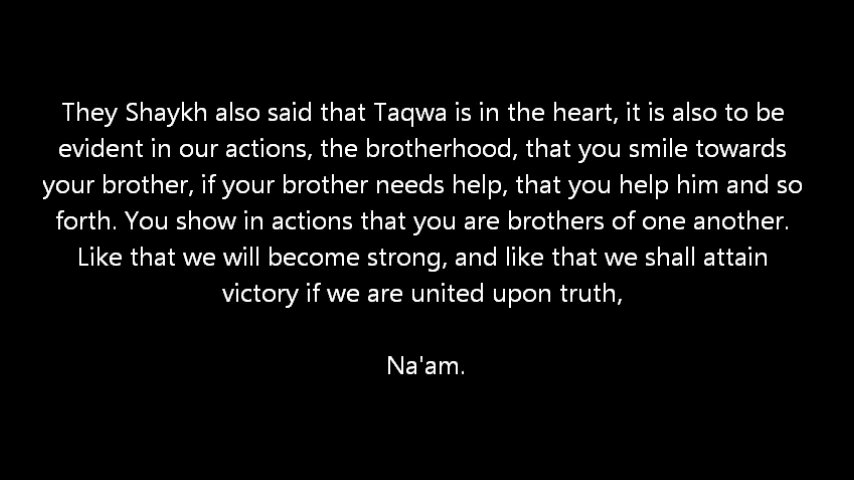 They Shaykh also said that Taqwa is in the heart, it is also to be
evident in our actions, the brotherhood, that you smile towards
your brother, if your brother needs help, that you help him and so
forth. You show in actions that you are brothers of one another.
Like that we will become strong, and like that we shall attain
victory if we are united upon truth,
Na'am.